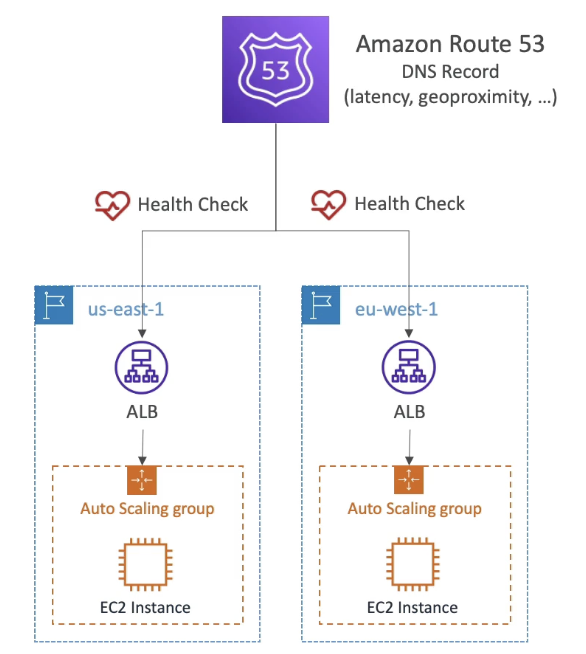 53
Amazon Route 53
DNS Record
(latency, geoproximity, ...)
Health Check
Health Check
us-east-1
eu-west-1
ALB
ALB
Auto Scaling group
Auto Scaling group
EC2 Instance
EC2 Instance